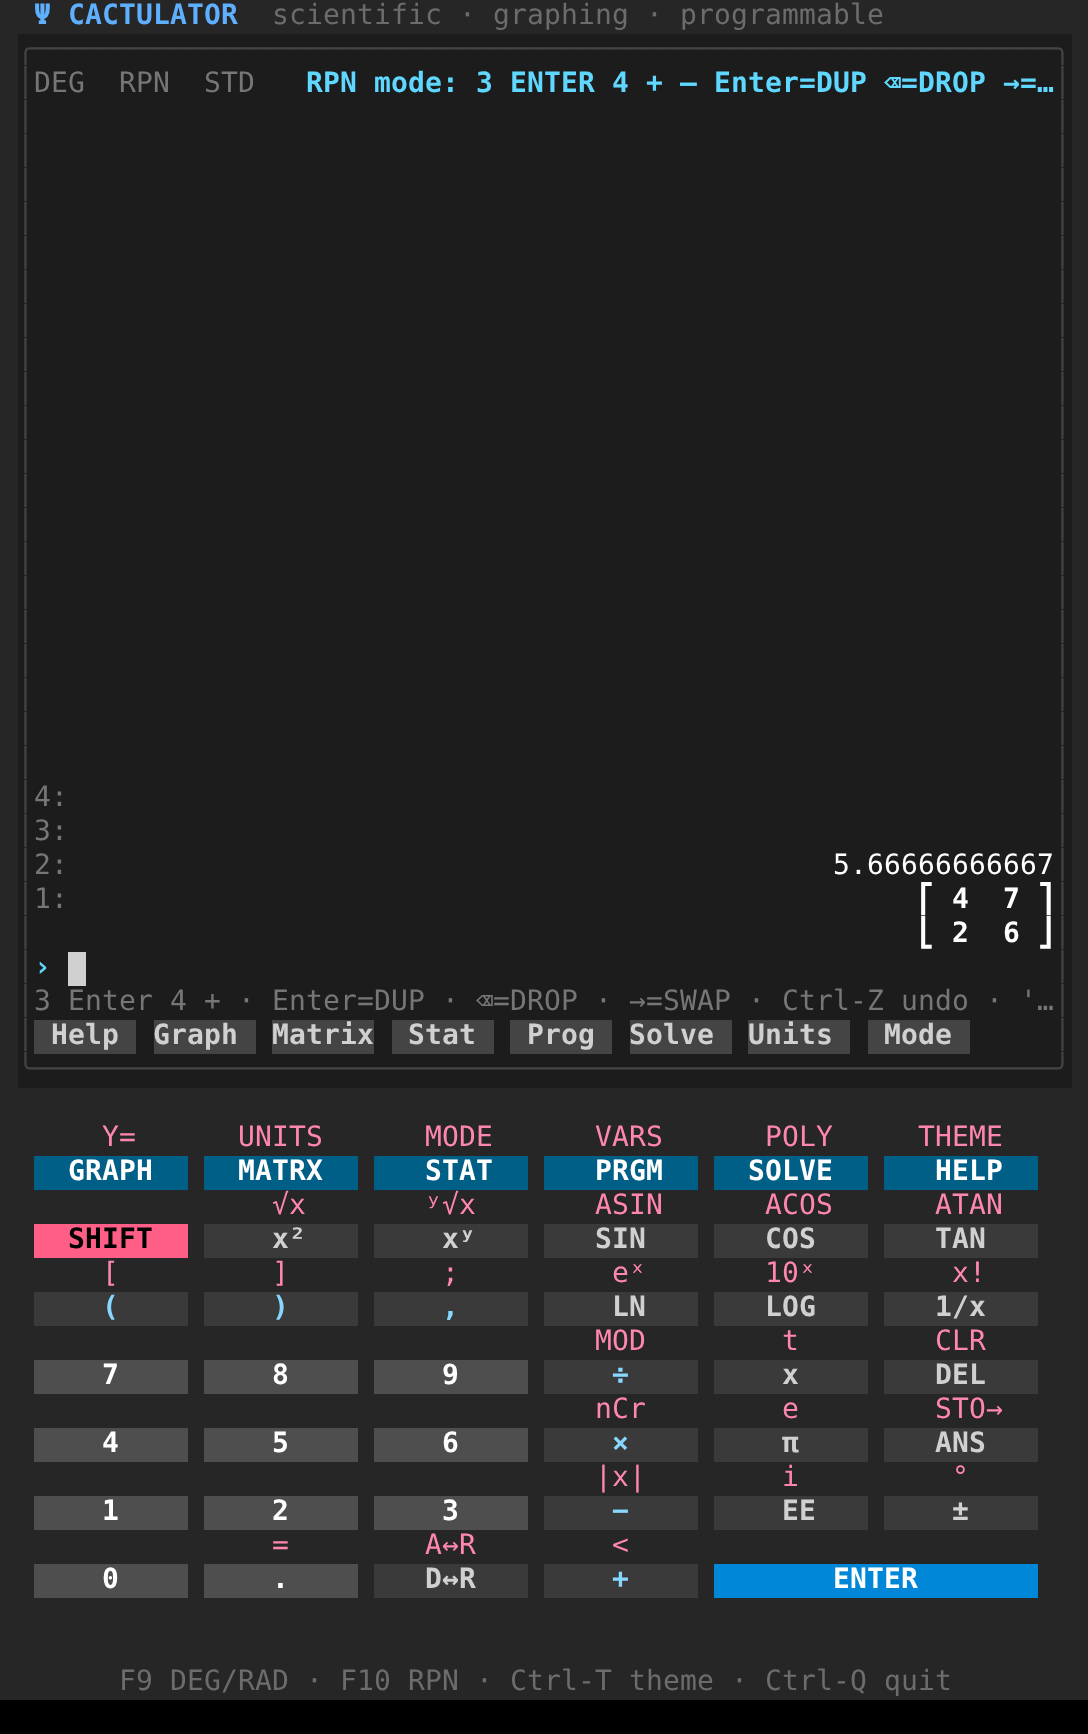 Ψ CACTULATOR scientific · graphing · programmable
DEG RPN STD RPN mode: 3 ENTER 4 + — Enter=DUP ⌫=DROP →=…
4:
3:
2: 5.66666666667
1: [ 4 7 ]
[ 2 6 ]
›
3 Enter 4 + · Enter=DUP · ⌫=DROP · →=SWAP · Ctrl-Z undo · '…
Help Graph Matrix Stat Prog Solve Units Mode
Y= UNITS MODE VARS POLY THEME
GRAPH MATRX STAT PRGM SOLVE HELP
√x ʸ√x ASIN ACOS ATAN
SHIFT x² xʸ SIN COS TAN
[ ] ; eˣ 10ˣ x!
( ) , LN LOG 1/x
MOD t CLR
7 8 9 ÷ x DEL
nCr e STO→
4 5 6 × π ANS
|x| i °
1 2 3 − EE ±
= A↔R <
0 . D↔R + ENTER
F9 DEG/RAD · F10 RPN · Ctrl-T theme · Ctrl-Q quit